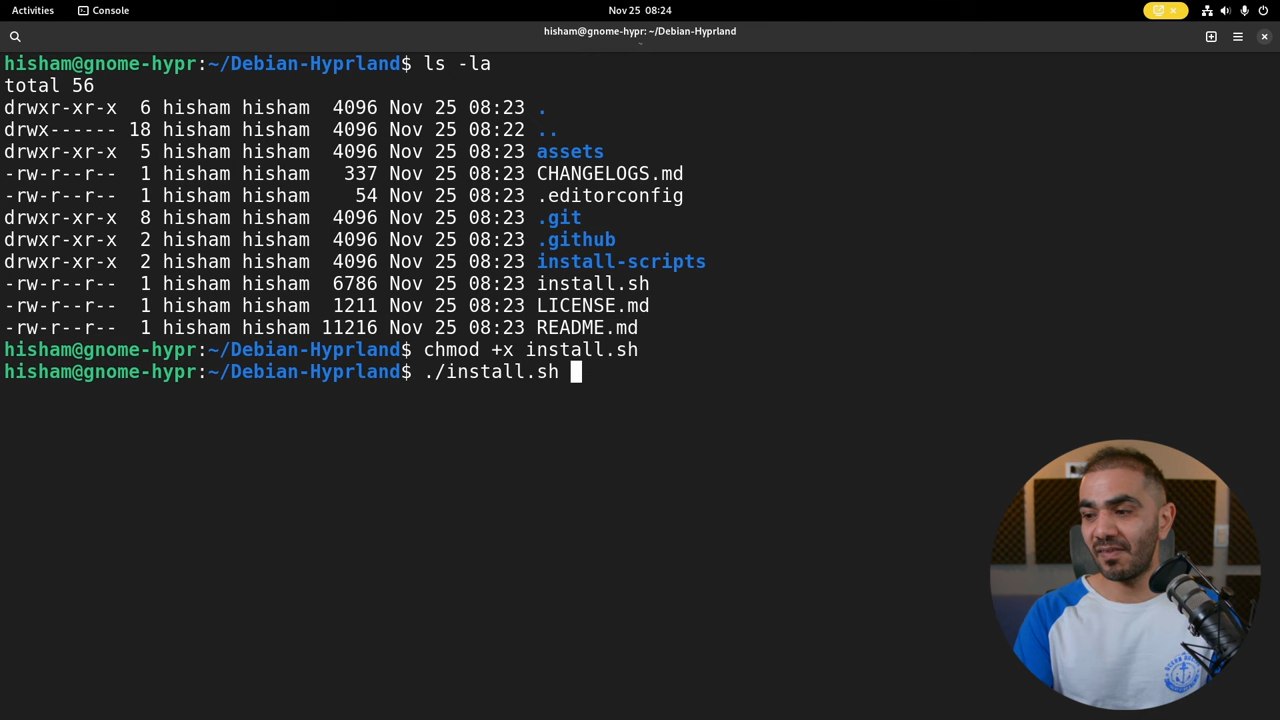 Activities Console Nov 25 08:24
hisham@gnome-hypr: ~/Debian-Hyprland
hisham@gnome-hypr:~/Debian-Hyprland$ ls -la
total 56
drwxr-xr-x  6 hisham hisham  4096 Nov 25 08:23 .
drwx------ 18 hisham hisham  4096 Nov 25 08:22 ..
drwxr-xr-x  5 hisham hisham  4096 Nov 25 08:23 assets
-rw-r--r--  1 hisham hisham   337 Nov 25 08:23 CHANGELOGS.md
-rw-r--r--  1 hisham hisham    54 Nov 25 08:23 .editorconfig
drwxr-xr-x  8 hisham hisham  4096 Nov 25 08:23 .git
drwxr-xr-x  2 hisham hisham  4096 Nov 25 08:23 .github
drwxr-xr-x  2 hisham hisham  4096 Nov 25 08:23 install-scripts
-rw-r--r--  1 hisham hisham  6786 Nov 25 08:23 install.sh
-rw-r--r--  1 hisham hisham  1211 Nov 25 08:23 LICENSE.md
-rw-r--r--  1 hisham hisham 11216 Nov 25 08:23 README.md
hisham@gnome-hypr:~/Debian-Hyprland$ chmod +x install.sh
hisham@gnome-hypr:~/Debian-Hyprland$ ./install.sh